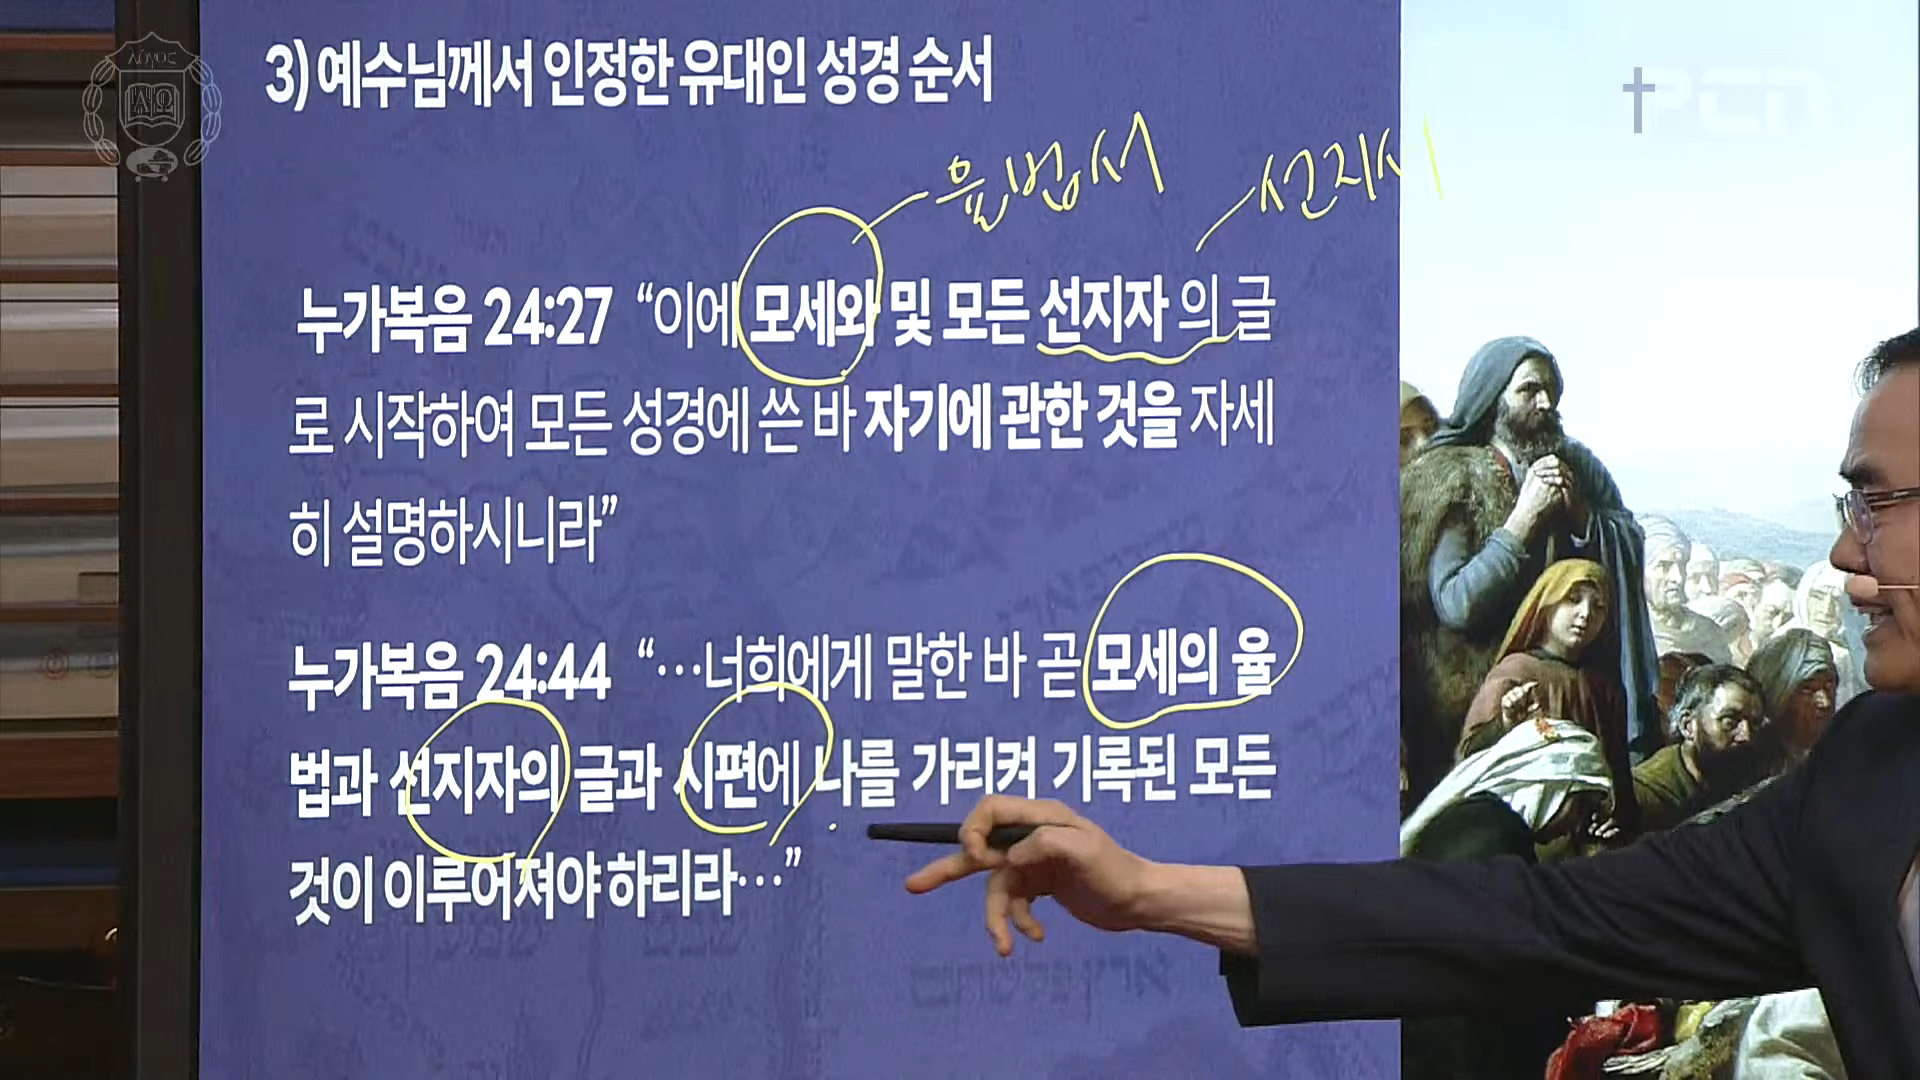 λόγος
ΑΩ
PCN
3) 예수님께서 인정한 유대인 성경 순서
율법서
선지서
누가복음 24:27 “이에 모세와 및 모든 선지자 의 글
로 시작하여 모든 성경에 쓴 바 자기에 관한 것을 자세
히 설명하시니라”
누가복음 24:44 “…너희에게 말한 바 곧 모세의 율
법과 선지자의 글과 시편에 나를 가리켜 기록된 모든
것이 이루어져야 하리라…”